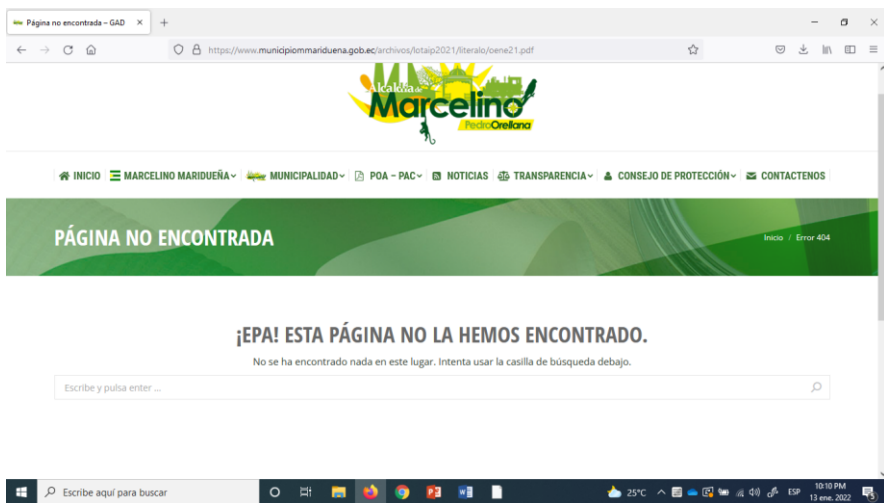 Página no encontrada – GAD
https://www.municipiommariduena.gob.ec/archivos/lotaip2021/literalo/oene21.pdf
Alcaldía de
Marcelino
Pedro Orellana
INICIO MARCELINO MARIDUEÑA MUNICIPALIDAD POA – PAC NOTICIAS TRANSPARENCIA CONSEJO DE PROTECCIÓN CONTACTENOS
PÁGINA NO ENCONTRADA
Inicio / Error 404
¡EPA! ESTA PÁGINA NO LA HEMOS ENCONTRADO.
No se ha encontrado nada en este lugar. Intenta usar la casilla de búsqueda debajo.
Escribe y pulsa enter ...
Escribe aquí para buscar
25°C
ESP
10:10 PM
13 ene. 2022